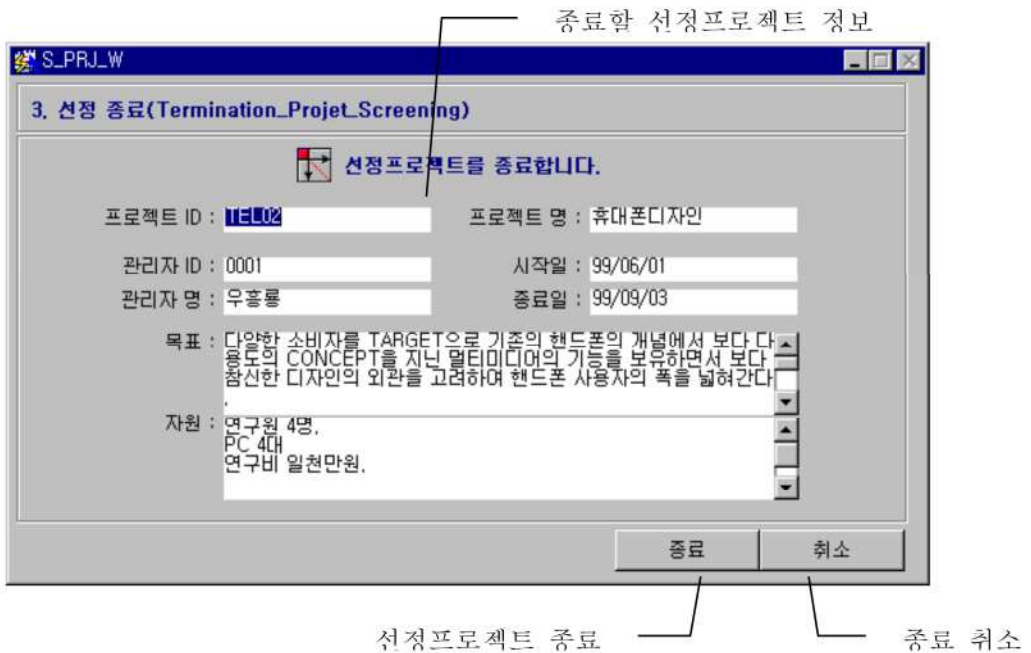 종료할 선정프로젝트 정보
S_PRJ_W
3. 선정 종료(Termination_Projet_Screening)
선정프로젝트를 종료합니다.
프로젝트 ID : TEL02 프로젝트 명 : 휴대폰디자인
관리자 ID : 0001 시작일 : 99/06/01
관리자 명 : 우흥룡 종료일 : 99/09/03
목표 : 다양한 소비자를 TARGET으로 기존의 핸드폰의 개념에서 보다 다
용도의 CONCEPT을 지닌 멀티미디어의 기능을 보유하면서 보다
참신한 디자인의 외관을 고려하며 핸드폰 사용자의 폭을 넓혀간다
.
자원 : 연구원 4명,
PC 4대
연구비 일천만원,
종료 취소
선정프로젝트 종료 종료 취소